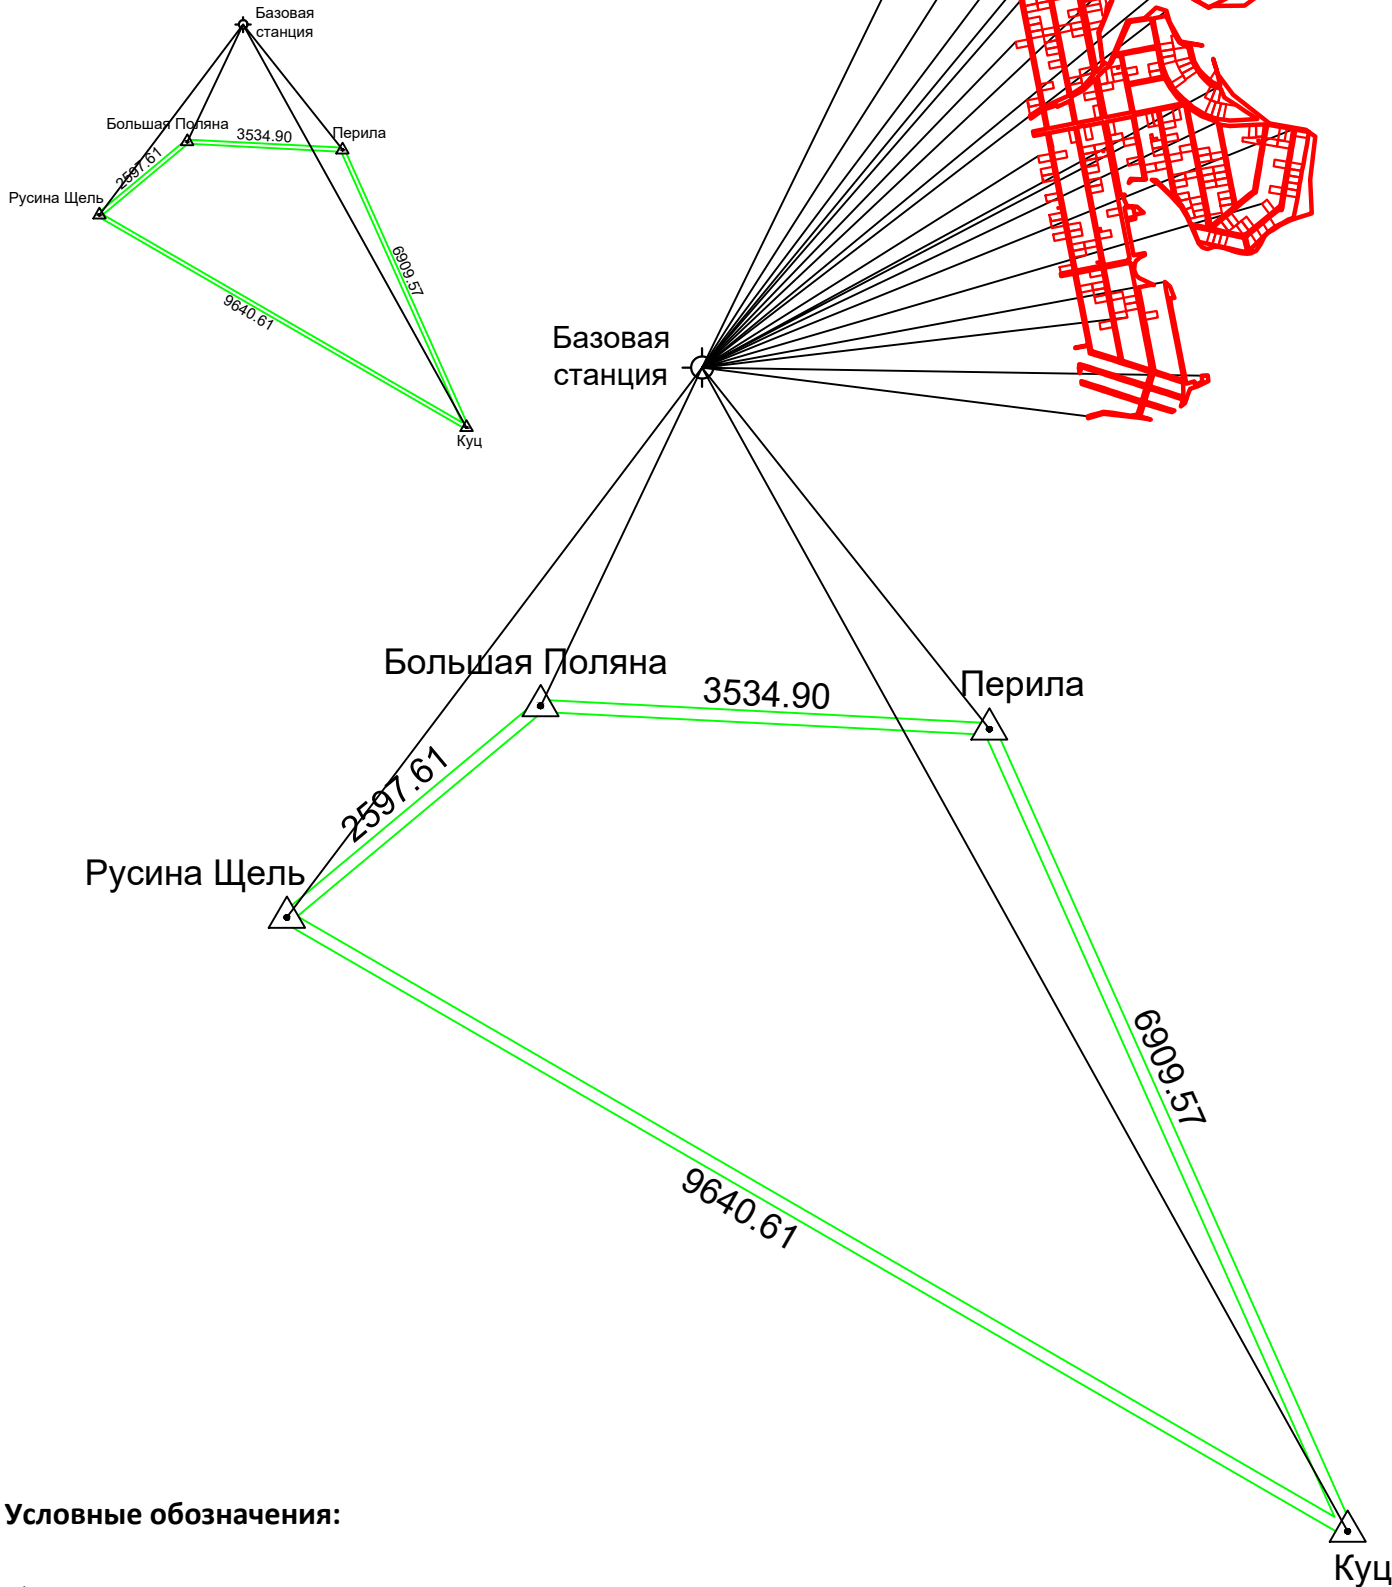 Базовая
станция
Большая Поляна
3534.90
Перила
2597.61
Русина Щель
6909.57
9640.61
Куц
Базовая
станция
Большая Поляна
3534.90
Перила
2597.61
Русина Щель
6909.57
9640.61
Куц
Условные обозначения: